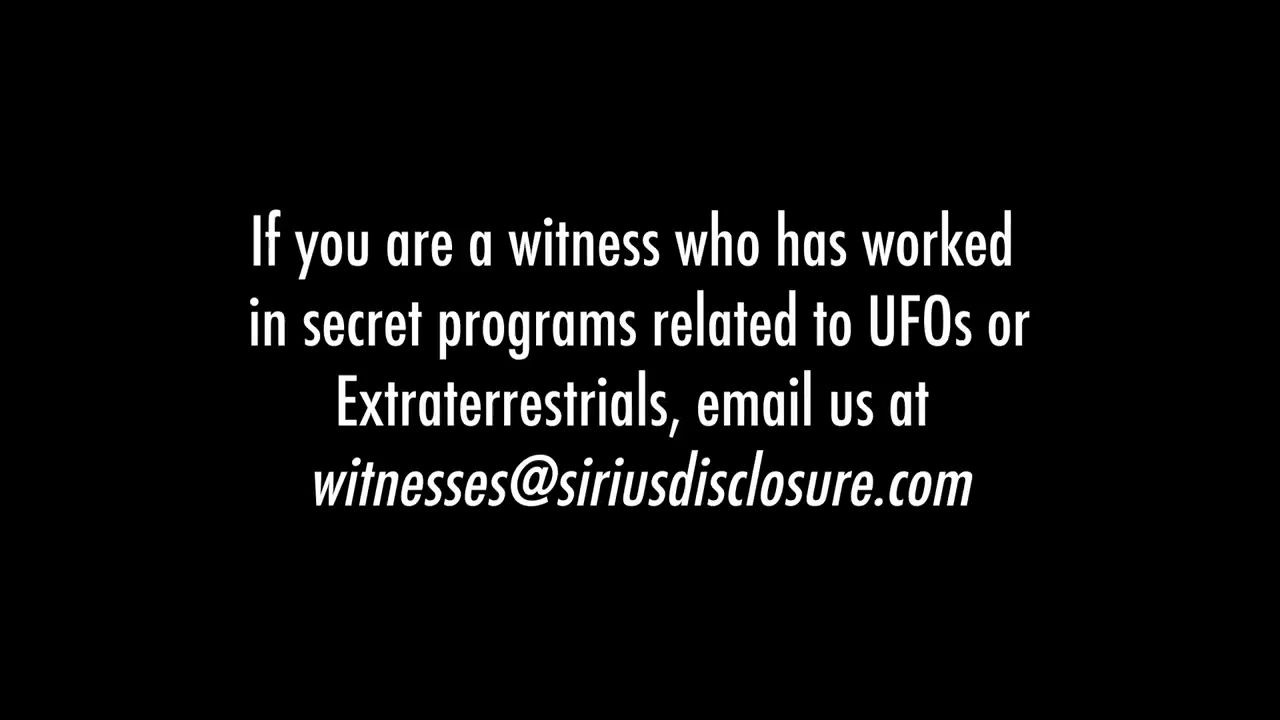 If you are a witness who has worked
in secret programs related to UFOs or
Extraterrestrials, email us at
witnesses@siriusdisclosure.com